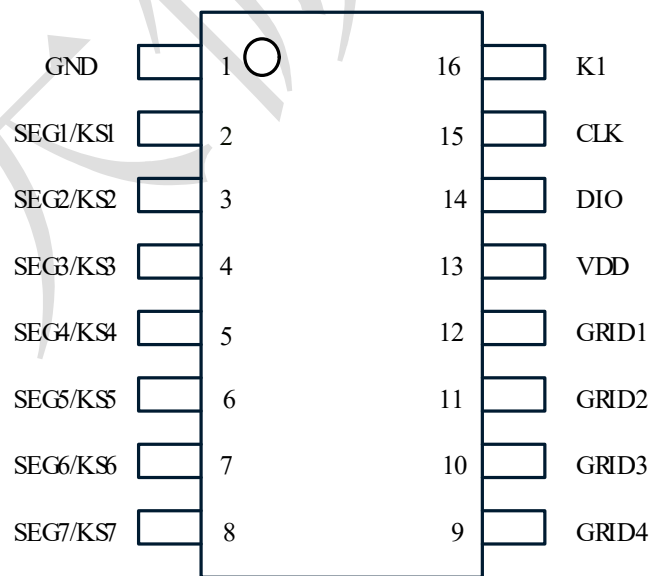 GND 1 16 K1
SEG1/KS1 2 15 CLK
SEG2/KS2 3 14 DIO
SEG3/KS3 4 13 VDD
SEG4/KS4 5 12 GRID1
SEG5/KS5 6 11 GRID2
SEG6/KS6 7 10 GRID3
SEG7/KS7 8 9 GRID4